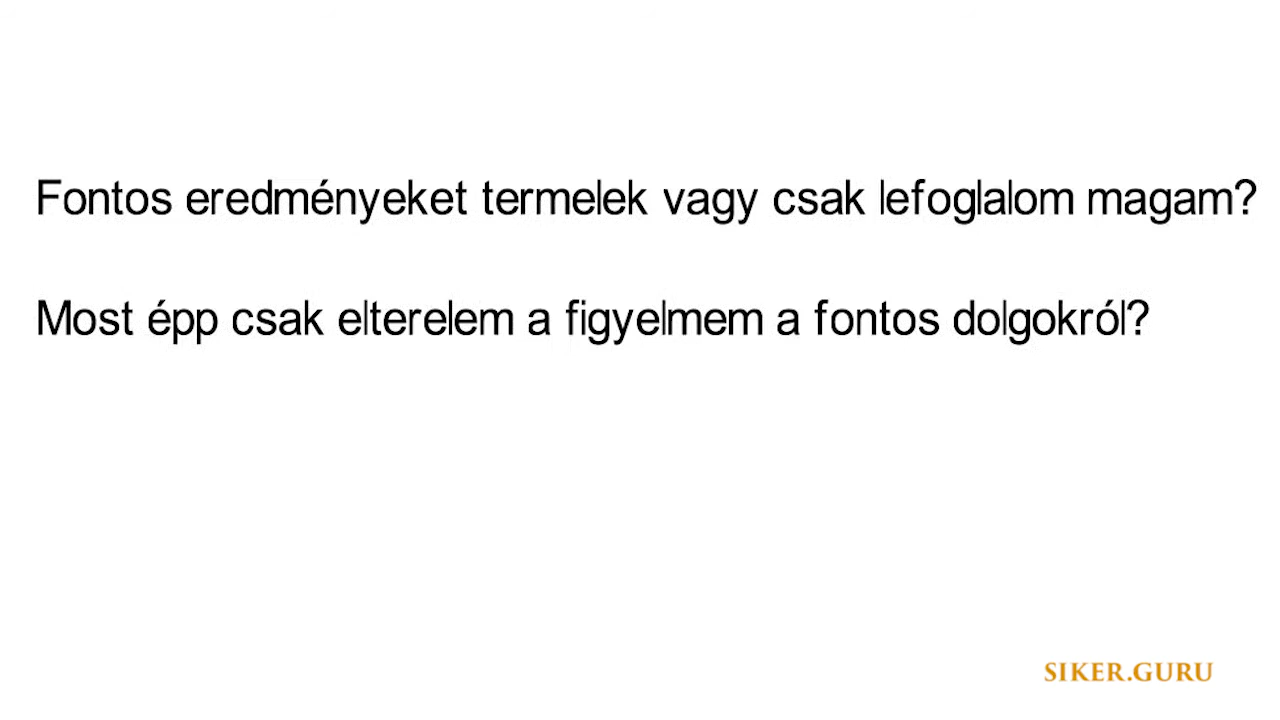 Fontos eredményeket termelek vagy csak lefoglalom magam?
Most épp csak elterelem a figyelmem a fontos dolgokról?
SIKER.GURU